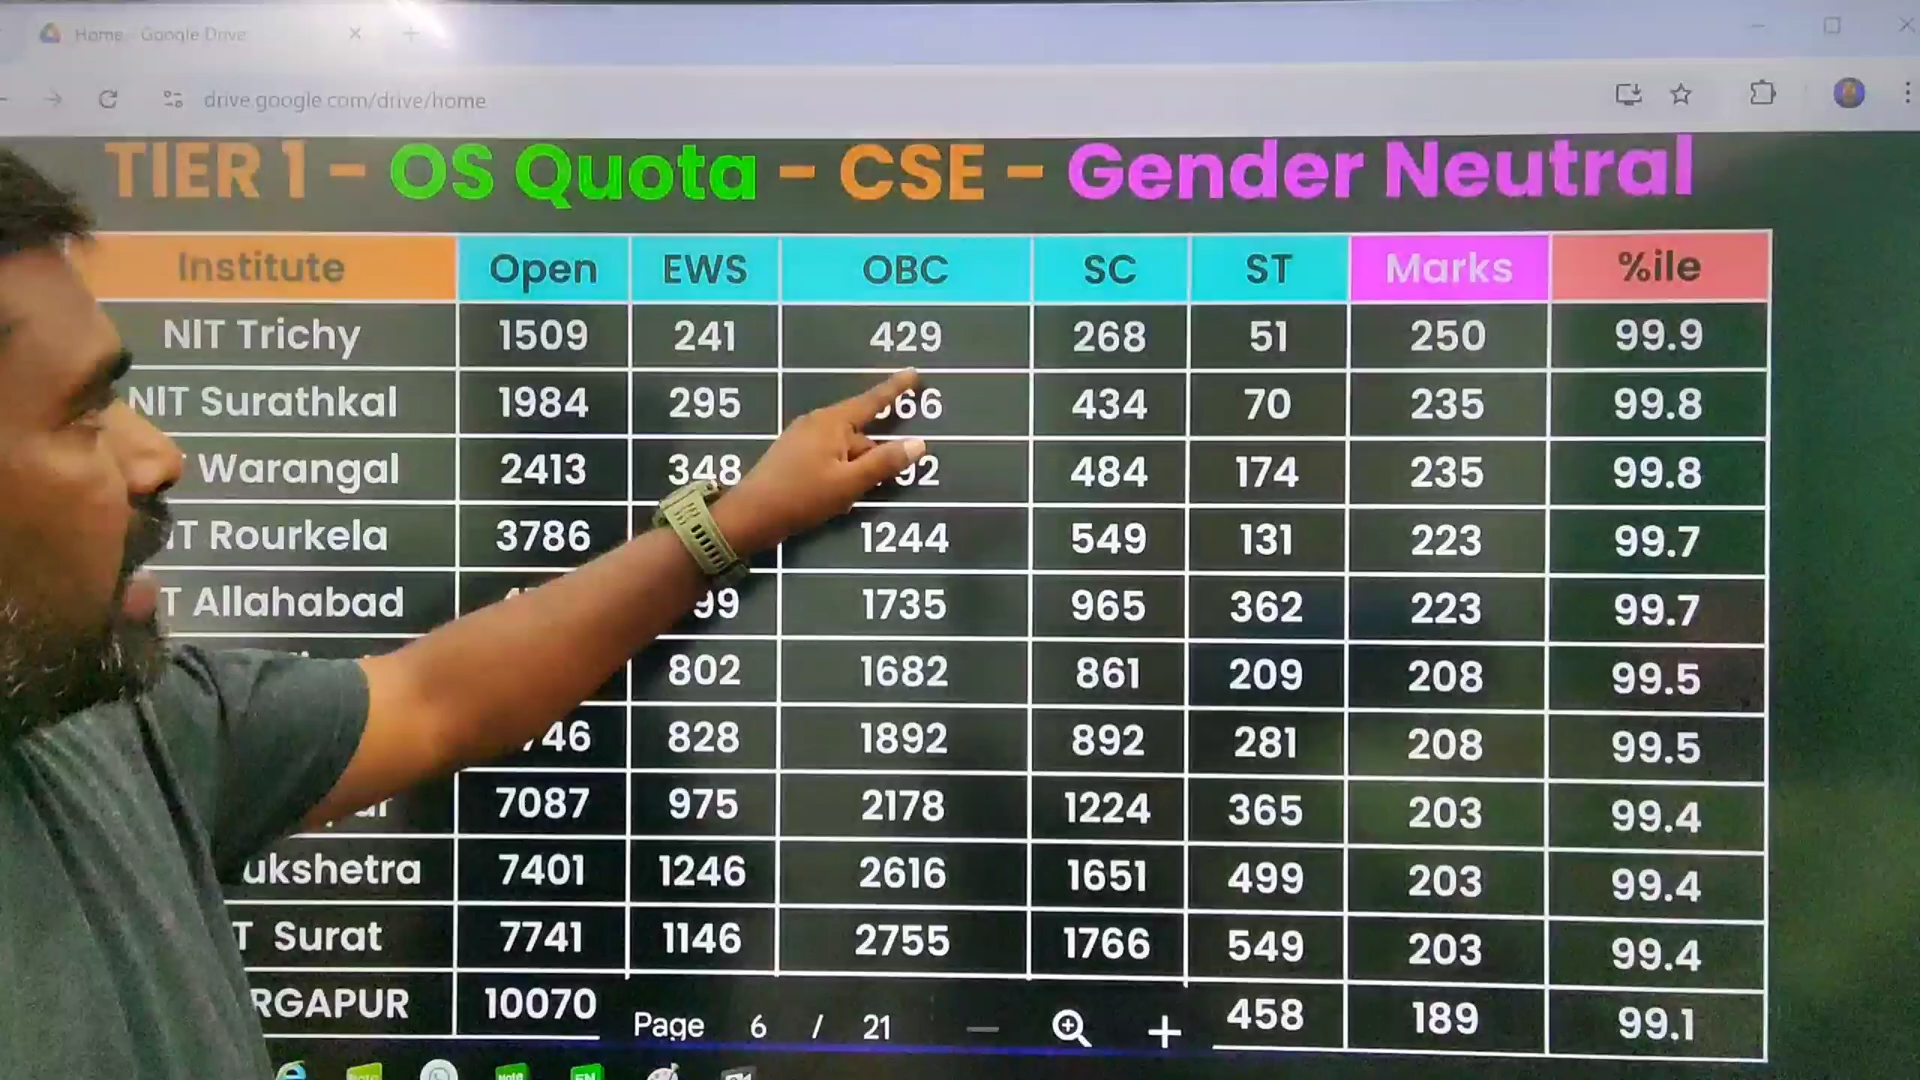 Home - Google Drive
drive.google.com/drive/home
TIER 1 - OS Quota - CSE - Gender Neutral
Institute Open EWS OBC SC ST Marks %ile
NIT Trichy 1509 241 429 268 51 250 99.9
NIT Surathkal 1984 295 66 434 70 235 99.8
Warangal 2413 348 92 484 174 235 99.8
IT Rourkela 3786 1244 549 131 223 99.7
T Allahabad 99 1735 965 362 223 99.7
802 1682 861 209 208 99.5
746 828 1892 892 281 208 99.5
7087 975 2178 1224 365 203 99.4
ukshetra 7401 1246 2616 1651 499 203 99.4
T Surat 7741 1146 2755 1766 549 203 99.4
RGAPUR 10070 458 189 99.1
Page 6 / 21